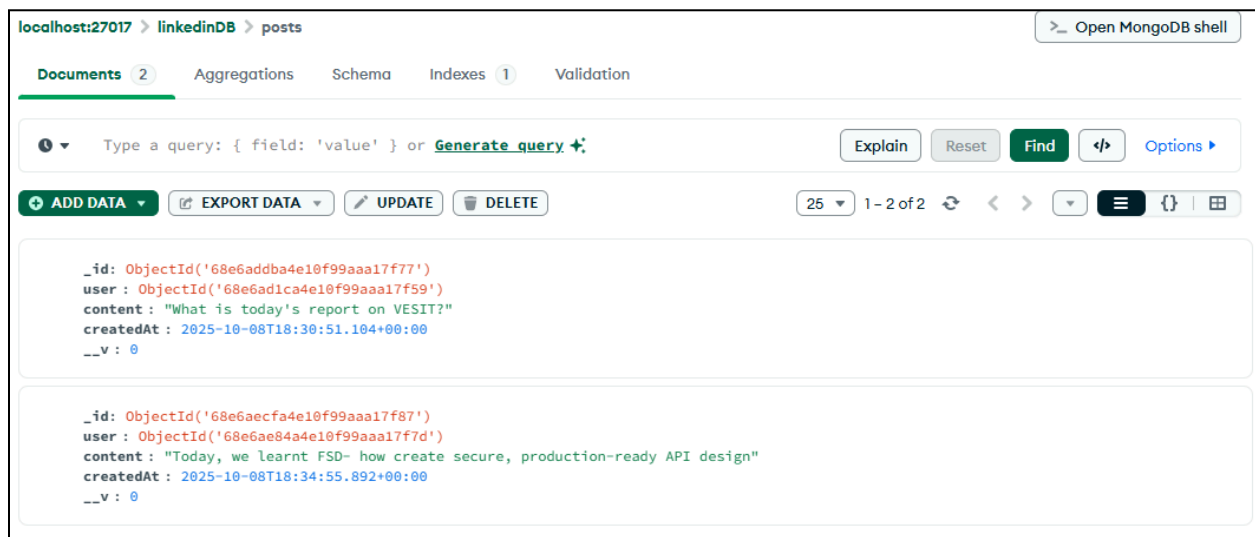 localhost:27017 > linkedinDB > posts
>_ Open MongoDB shell
Documents 2 Aggregations Schema Indexes 1 Validation
Type a query: { field: 'value' } or Generate query
Explain Reset Find </> Options
ADD DATA EXPORT DATA UPDATE DELETE
25 1 – 2 of 2 {}
_id: ObjectId('68e6addba4e10f99aaa17f77')
user : ObjectId('68e6ad1ca4e10f99aaa17f59')
content : "What is today's report on VESIT?"
createdAt : 2025-10-08T18:30:51.104+00:00
__v : 0
_id: ObjectId('68e6aecfa4e10f99aaa17f87')
user : ObjectId('68e6ae84a4e10f99aaa17f7d')
content : "Today, we learnt FSD- how create secure, production-ready API design"
createdAt : 2025-10-08T18:34:55.892+00:00
__v : 0